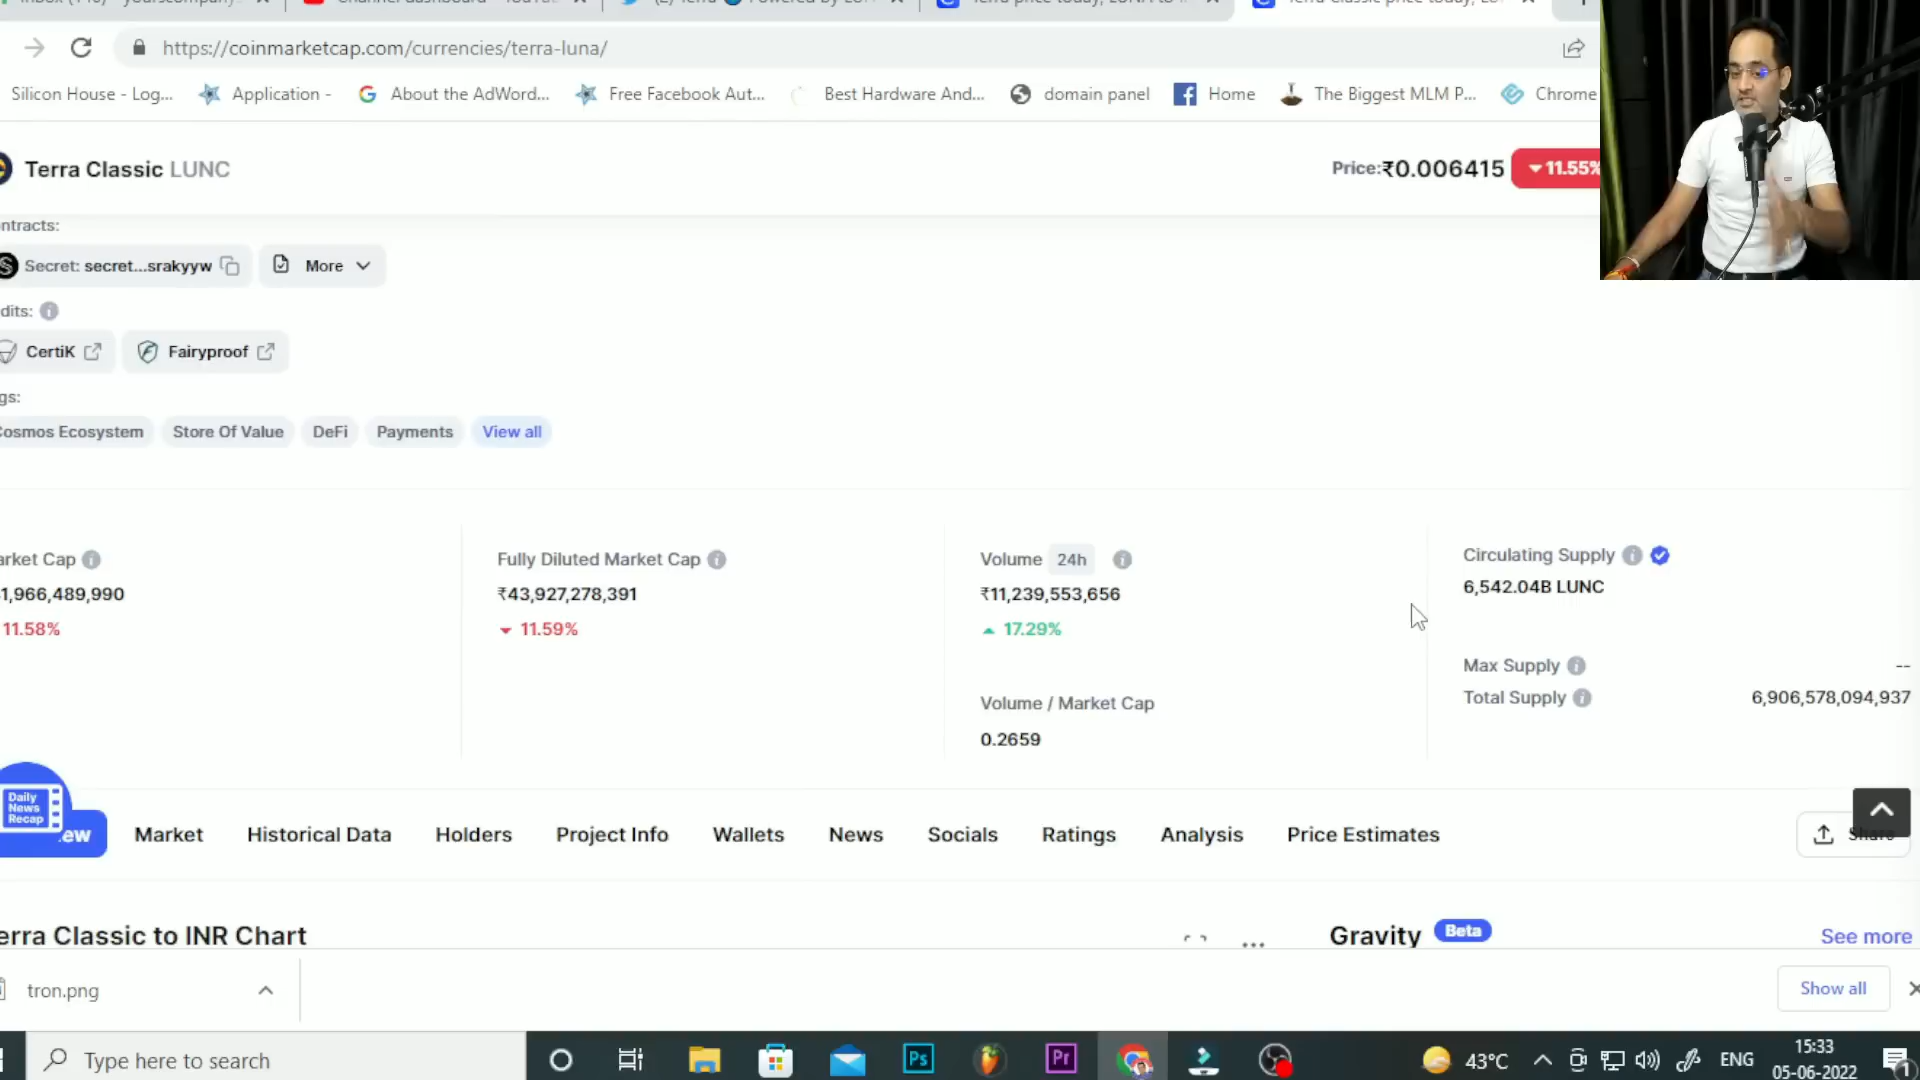 https://coinmarketcap.com/currencies/terra-luna/
Silicon House - Log... Application - About the AdWord... Free Facebook Aut... Best Hardware And... domain panel Home The Biggest MLM P... Chrome
Terra Classic LUNC Price:₹0.006415 11.55%
ntracts:
Secret: secret...srakyyw More
dits:
CertiK Fairyproof
gs:
Cosmos Ecosystem Store Of Value DeFi Payments View all
arket Cap Fully Diluted Market Cap Volume 24h Circulating Supply
1,966,489,990 ₹43,927,278,391 ₹11,239,553,656 6,542.04B LUNC
11.58% 11.59% 17.29%
Max Supply --
Total Supply 6,906,578,094,937
Volume / Market Cap
0.2659
Daily
News
Recap
ew Market Historical Data Holders Project Info Wallets News Socials Ratings Analysis Price Estimates Share
erra Classic to INR Chart ... Gravity Beta See more
tron.png Show all
Type here to search Ps Pr 43°C ENG 15:33
05-06-2022 1